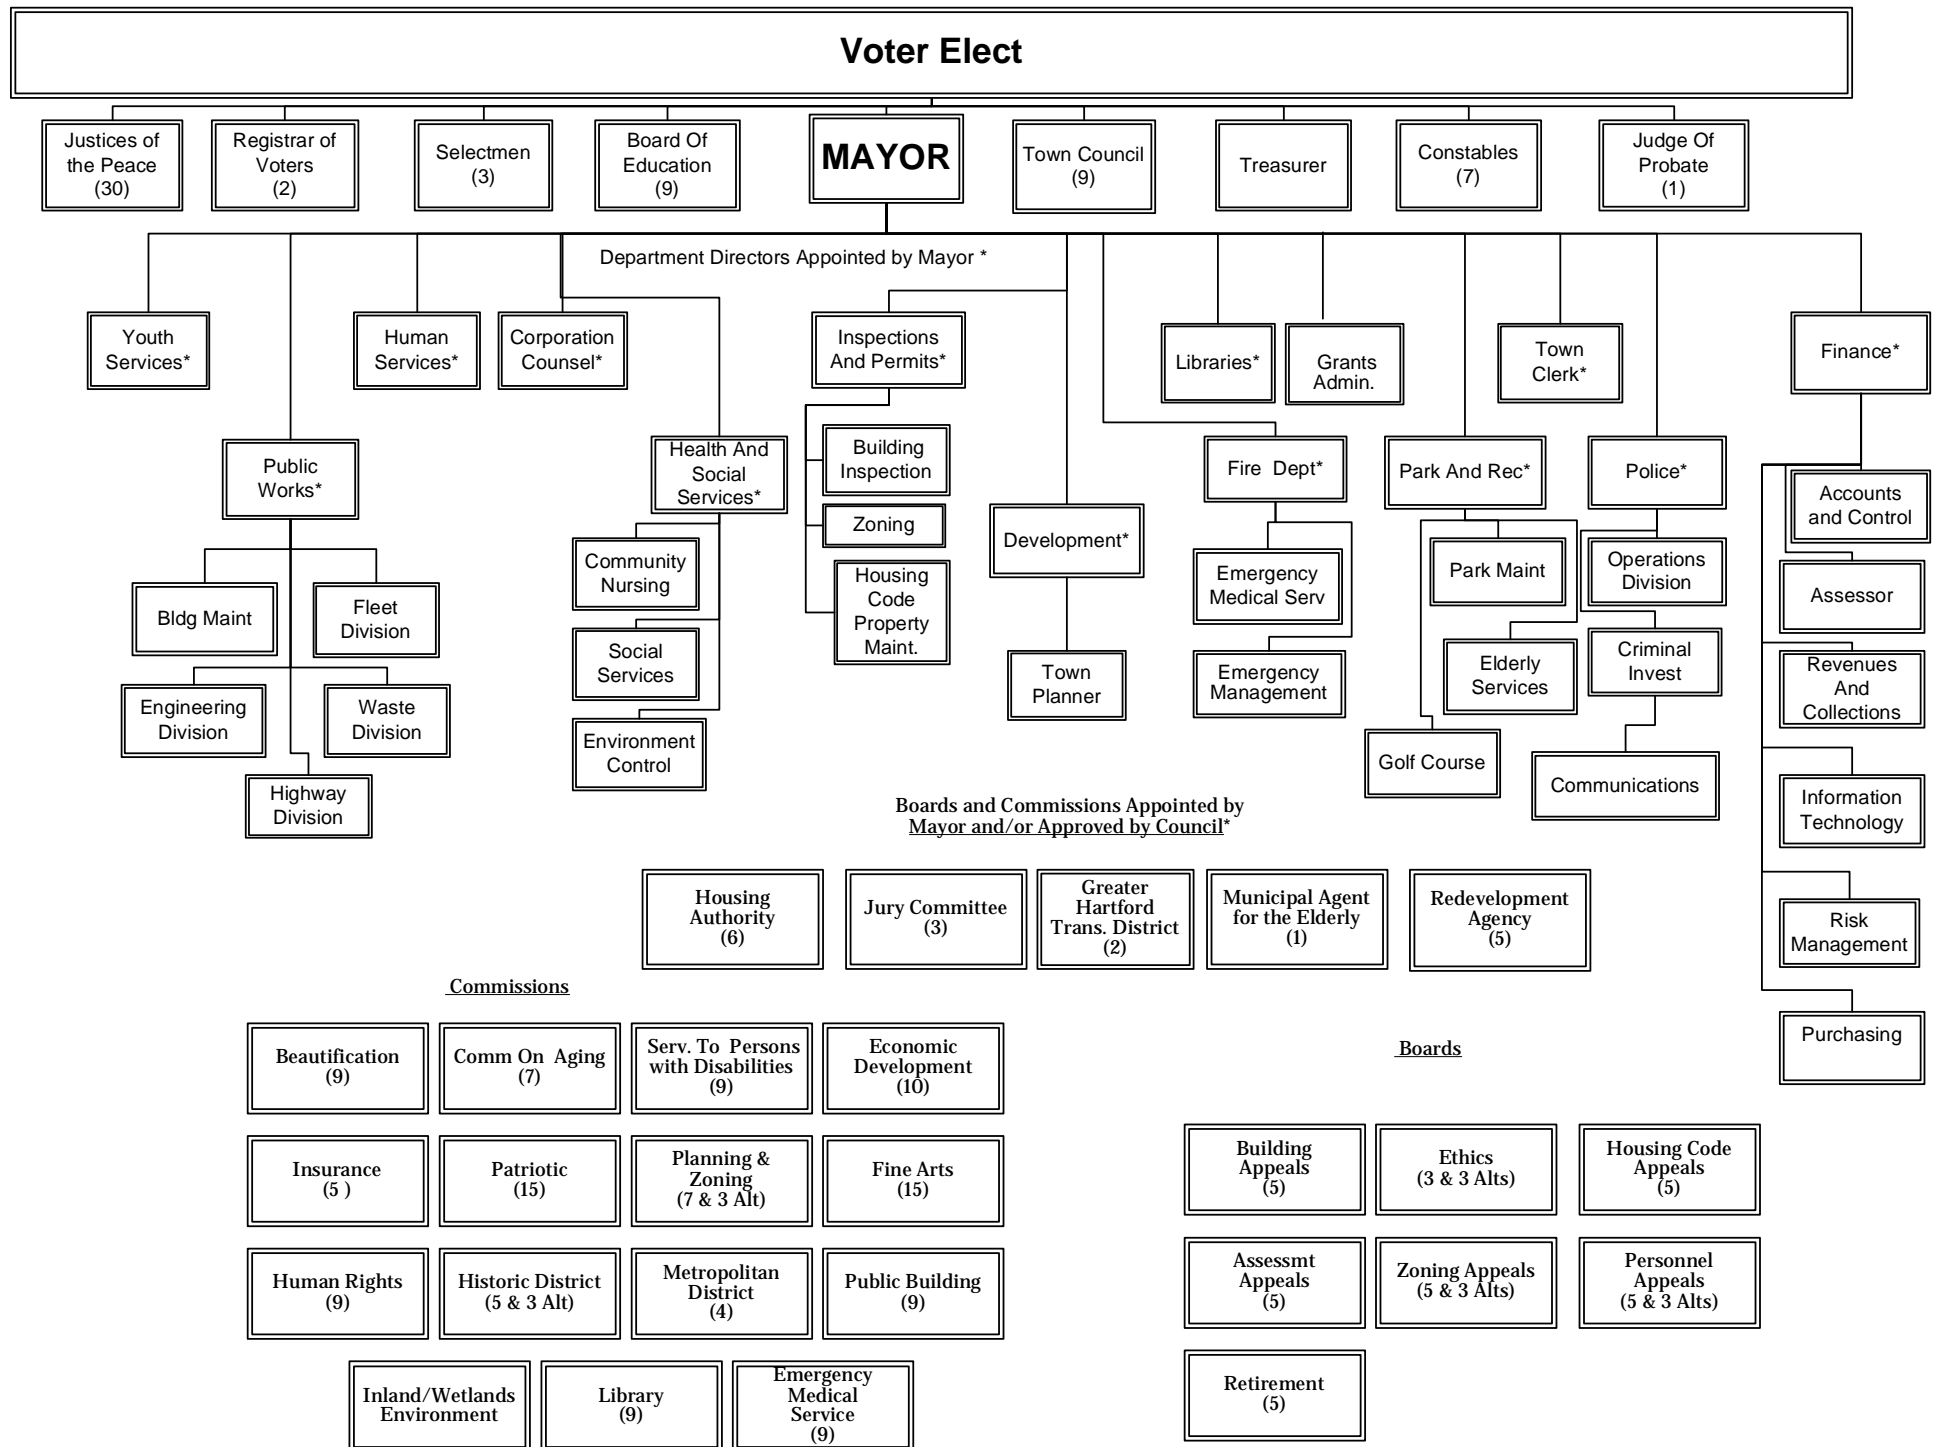 Voter Elect
Justices of
the Peace
(30)
Registrar of
Voters
(2)
Selectmen
(3)
Board Of
Education
(9)
MAYOR
Town Council
(9)
Treasurer
Constables
(7)
Judge Of
Probate
(1)
Department Directors Appointed by Mayor *
Youth
Services*
Human
Services*
Corporation
Counsel*
Inspections
And Permits*
Libraries*
Grants
Admin.
Town
Clerk*
Finance*
Public
Works*
Health And
Social
Services*
Building
Inspection
Zoning
Housing
Code
Property
Maint.
Development*
Fire  Dept*
Park And Rec*
Police*
Accounts
and Control
Community
Nursing
Emergency
Medical Serv
Park Maint
Operations
Division
Assessor
Bldg Maint
Fleet
Division
Social
Services
Town
Planner
Emergency
Management
Elderly
Services
Criminal
Invest
Revenues
And
Collections
Engineering
Division
Waste
Division
Environment
Control
Golf Course
Communications
Highway
Division
Information
Technology
Boards and Commissions Appointed by
Mayor and/or Approved by Council*
Housing
Authority
(6)
Jury Committee
(3)
Greater
Hartford
Trans. District
(2)
Municipal Agent
for the Elderly
(1)
Redevelopment
Agency
(5)
Risk
Management
Purchasing
Commissions
Beautification
(9)
Comm On  Aging
(7)
Serv. To  Persons
with Disabilities
(9)
Economic
Development
(10)
Insurance
(5 )
Patriotic
(15)
Planning &
Zoning
(7 & 3 Alt)
Fine Arts
(15)
Human Rights
(9)
Historic District
(5 & 3 Alt)
Metropolitan
District
(4)
Public Building
(9)
Inland/Wetlands
Environment
Library
(9)
Emergency
Medical
Service
(9)
Boards
Building
Appeals
(5)
Ethics
(3 & 3 Alts)
Housing Code
Appeals
(5)
Assessmt
Appeals
(5)
Zoning Appeals
(5 & 3 Alts)
Personnel
Appeals
(5 & 3 Alts)
Retirement
(5)